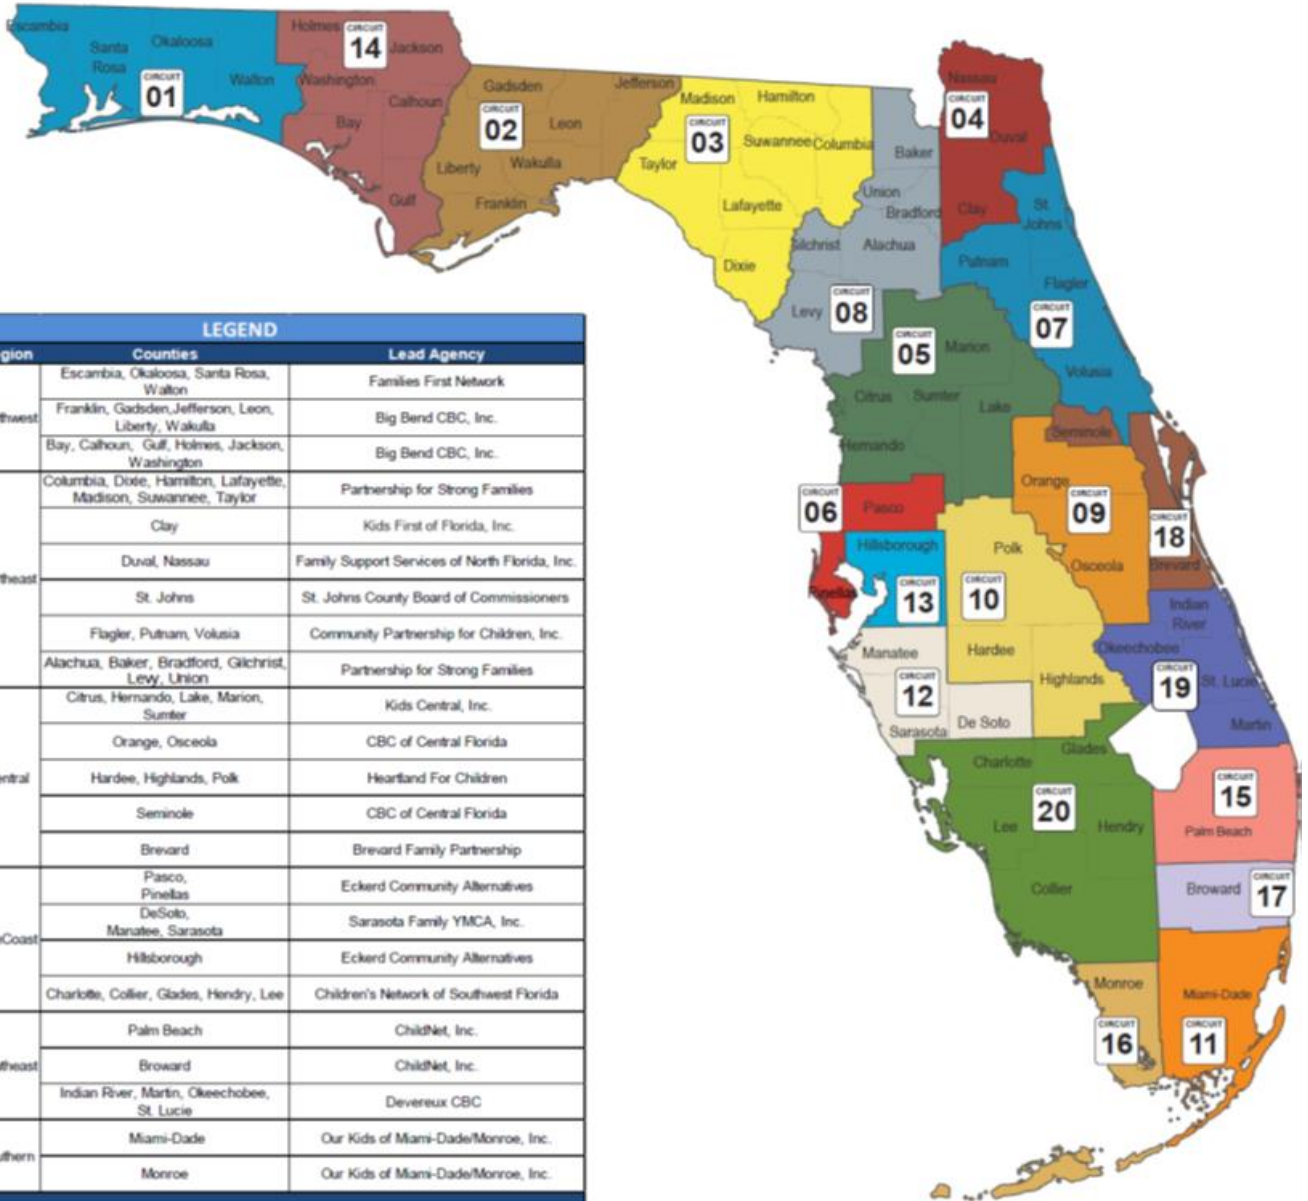 Escambia
Santa
Rosa
Okaloosa
Walton
CIRCUIT
01
Holmes
CIRCUIT
14
Jackson
Washington
Calhoun
Bay
Gulf
Gadsden
Jefferson
CIRCUIT
02
Leon
Liberty
Wakulla
Franklin
Madison
Hamilton
CIRCUIT
03
Suwannee
Columbia
Taylor
Lafayette
Dixie
Nassau
CIRCUIT
04
Duval
Clay
Baker
Union
Bradford
Gilchrist
Alachua
Levy
CIRCUIT
08
St.
Johns
Putnam
Flagler
CIRCUIT
07
Volusia
CIRCUIT
05
Marion
Citrus
Sumter
Lake
Hernando
CIRCUIT
06
Pasco
Pinellas
Seminole
Orange
CIRCUIT
09
Osceola
CIRCUIT
18
Brevard
Hillsborough
CIRCUIT
13
Polk
CIRCUIT
10
Hardee
Highlands
Manatee
CIRCUIT
12
Sarasota
De Soto
Indian
River
Okeechobee
CIRCUIT
19
St. Lucie
Martin
Charlotte
Glades
CIRCUIT
20
Lee
Hendry
Collier
CIRCUIT
15
Palm Beach
Broward
CIRCUIT
17
Monroe
CIRCUIT
16
Miami-Dade
CIRCUIT
11
LEGEND
gion Counties Lead Agency
thwest
Escambia, Okaloosa, Santa Rosa,
Walton
Families First Network
Franklin, Gadsden,Jefferson, Leon,
Liberty, Wakulla
Big Bend CBC, Inc.
Bay, Calhoun, Gulf, Holmes, Jackson,
Washington
Big Bend CBC, Inc.
theast
Columbia, Dixie, Hamilton, Lafayette,
Madison, Suwannee, Taylor
Partnership for Strong Families
Clay Kids First of Florida, Inc.
Duval, Nassau Family Support Services of North Florida, Inc.
St. Johns St. Johns County Board of Commissioners
Flagler, Putnam, Volusia Community Partnership for Children, Inc.
Alachua, Baker, Bradford, Gilchrist,
Levy, Union
Partnership for Strong Families
entral
Citrus, Hernando, Lake, Marion,
Sumter
Kids Central, Inc.
Orange, Osceola CBC of Central Florida
Hardee, Highlands, Polk Heartland For Children
Seminole CBC of Central Florida
Brevard Brevard Family Partnership
Coast
Pasco,
Pinellas
Eckerd Community Alternatives
DeSoto,
Manatee, Sarasota
Sarasota Family YMCA, Inc.
Hillsborough Eckerd Community Alternatives
Charlotte, Collier, Glades, Hendry, Lee Children's Network of Southwest Florida
theast
Palm Beach ChildNet, Inc.
Broward ChildNet, Inc.
Indian River, Martin, Okeechobee,
St. Lucie
Devereux CBC
uthern
Miami-Dade Our Kids of Miami-Dade/Monroe, Inc.
Monroe Our Kids of Miami-Dade/Monroe, Inc.